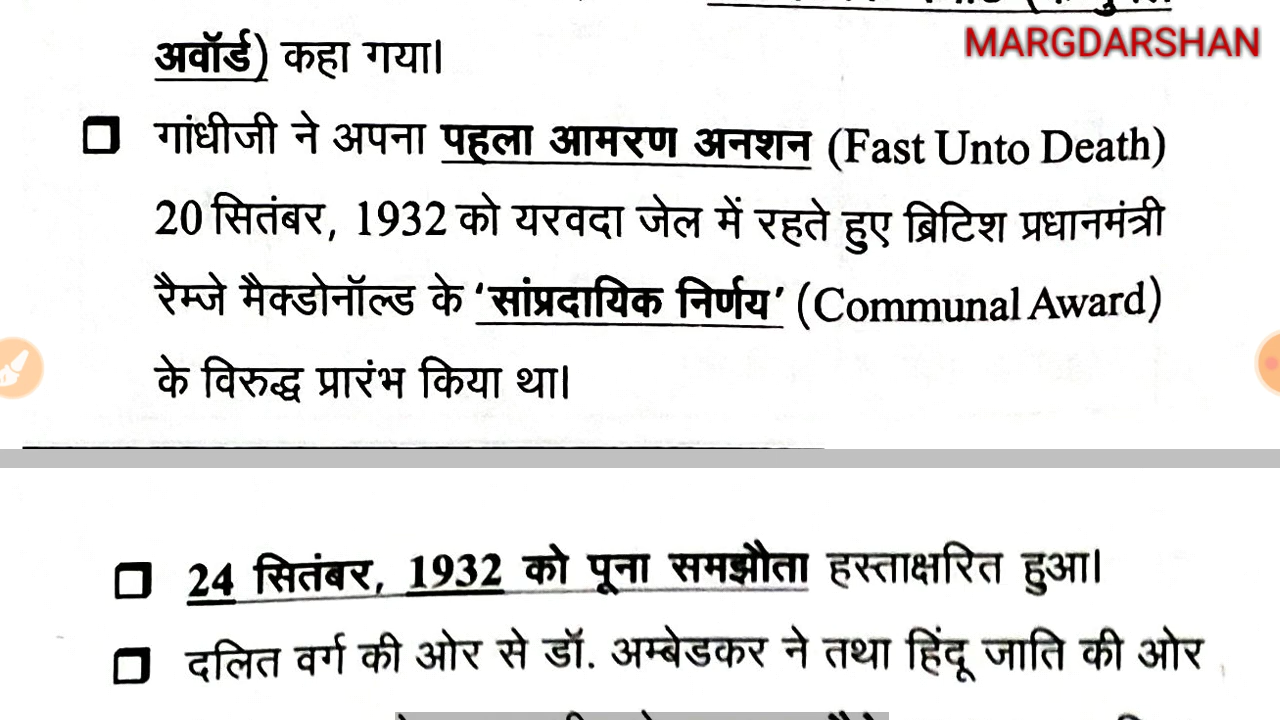 MARGDARSHAN
अवॉर्ड) कहा गया।
गांधीजी ने अपना पहला आमरण अनशन (Fast Unto Death)
20 सितंबर, 1932 को यरवदा जेल में रहते हुए ब्रिटिश प्रधानमंत्री
रैम्जे मैक्डोनॉल्ड के ‘सांप्रदायिक निर्णय’ (Communal Award)
के विरुद्ध प्रारंभ किया था।
24 सितंबर, 1932 को पूना समझौता हस्ताक्षरित हुआ।
दलित वर्ग की ओर से डॉ. अम्बेडकर ने तथा हिंदू जाति की ओर